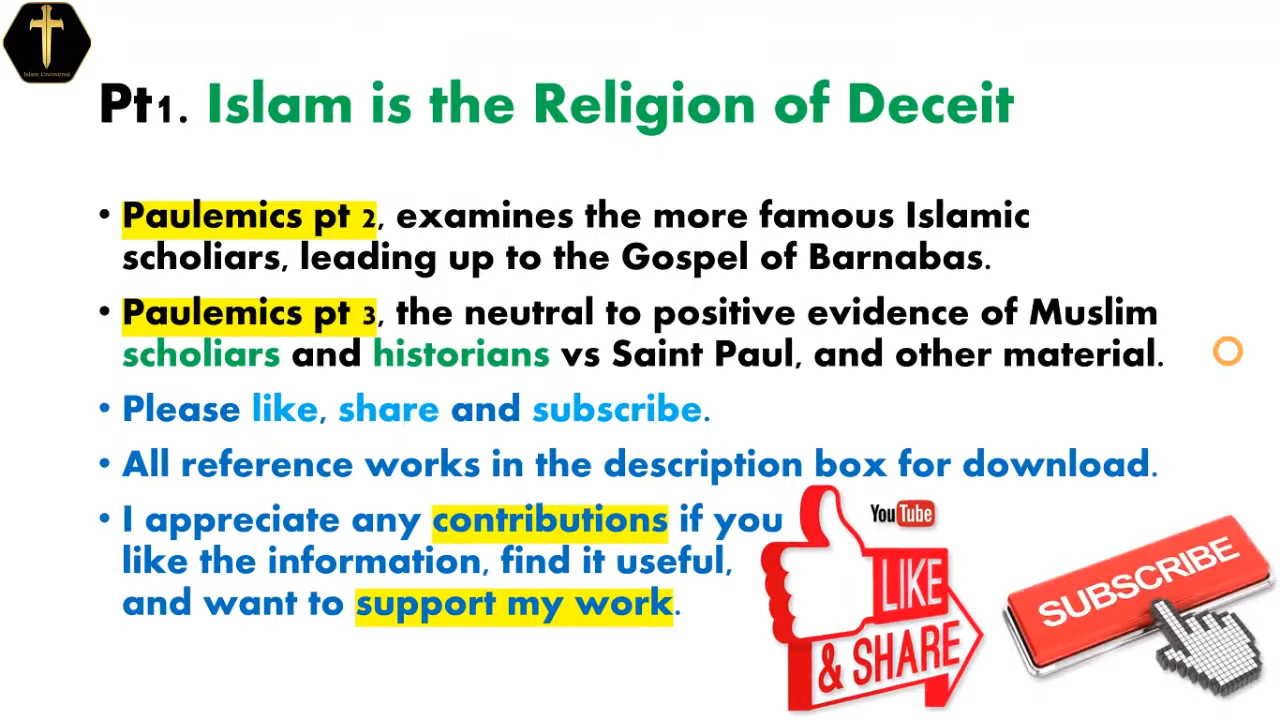 Islam Uncovered
Pt1. Islam is the Religion of Deceit
• Paulemics pt 2, examines the more famous Islamic
scholiars, leading up to the Gospel of Barnabas.
• Paulemics pt 3, the neutral to positive evidence of Muslim
scholiars and historians vs Saint Paul, and other material.
• Please like, share and subscribe.
• All reference works in the description box for download.
• I appreciate any contributions if you
like the information, find it useful,
and want to support my work.
YouTube
LIKE
& SHARE
SUBSCRIBE